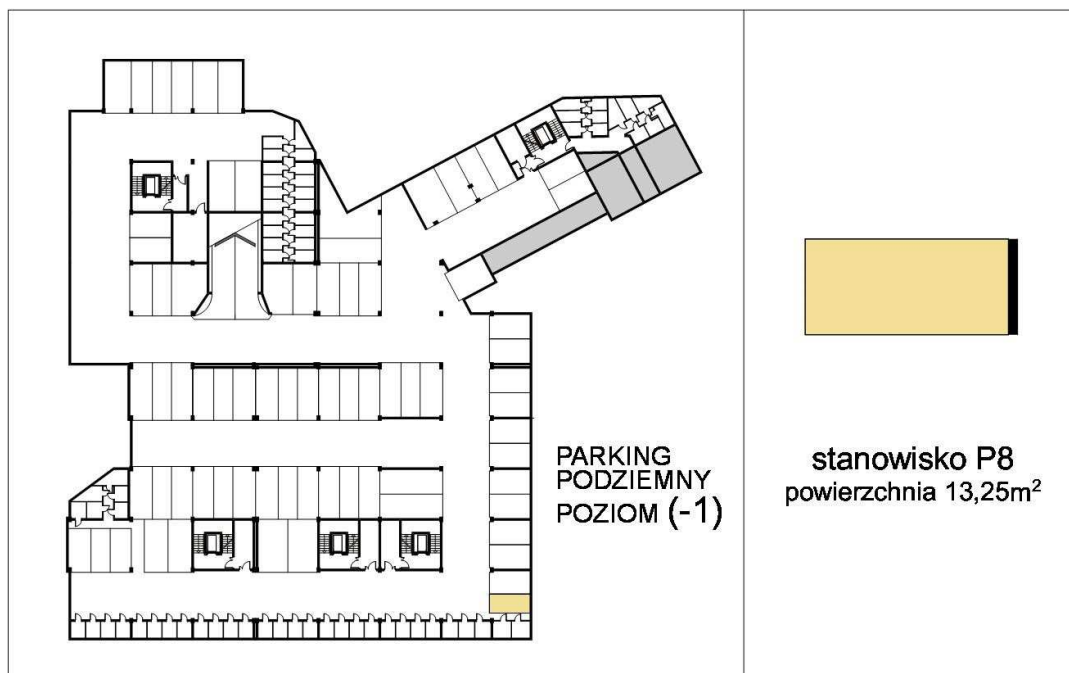 PARKING
PODZIEMNY
POZIOM (-1)
stanowisko P8
powierzchnia 13,25m²